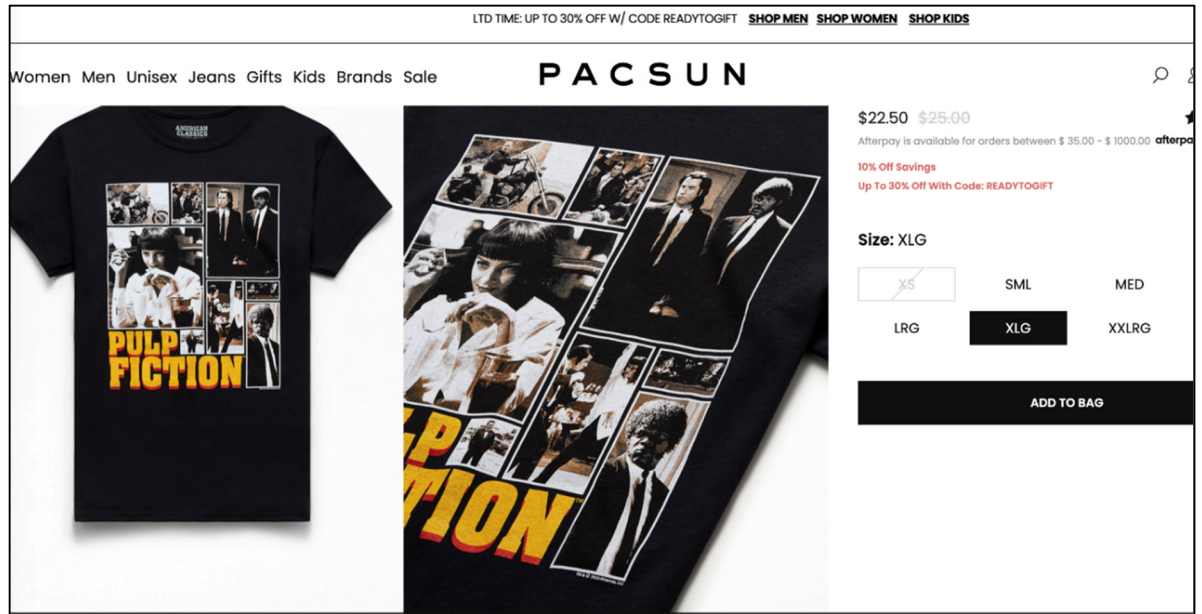 LTD TIME: UP TO 30% OFF W/ CODE READYTOGIFT SHOP MEN SHOP WOMEN SHOP KIDS
Women Men Unisex Jeans Gifts Kids Brands Sale
PACSUN
AMERICAN
CLASSICS
PULP
FICTION
LP
TION™
$22.50 $25.00
Afterpay is available for orders between $ 35.00 - $ 1000.00 afterpa
10% Off Savings
Up To 30% Off With Code: READYTOGIFT
Size: XLG
XS SML MED
LRG XLG XXLRG
ADD TO BAG